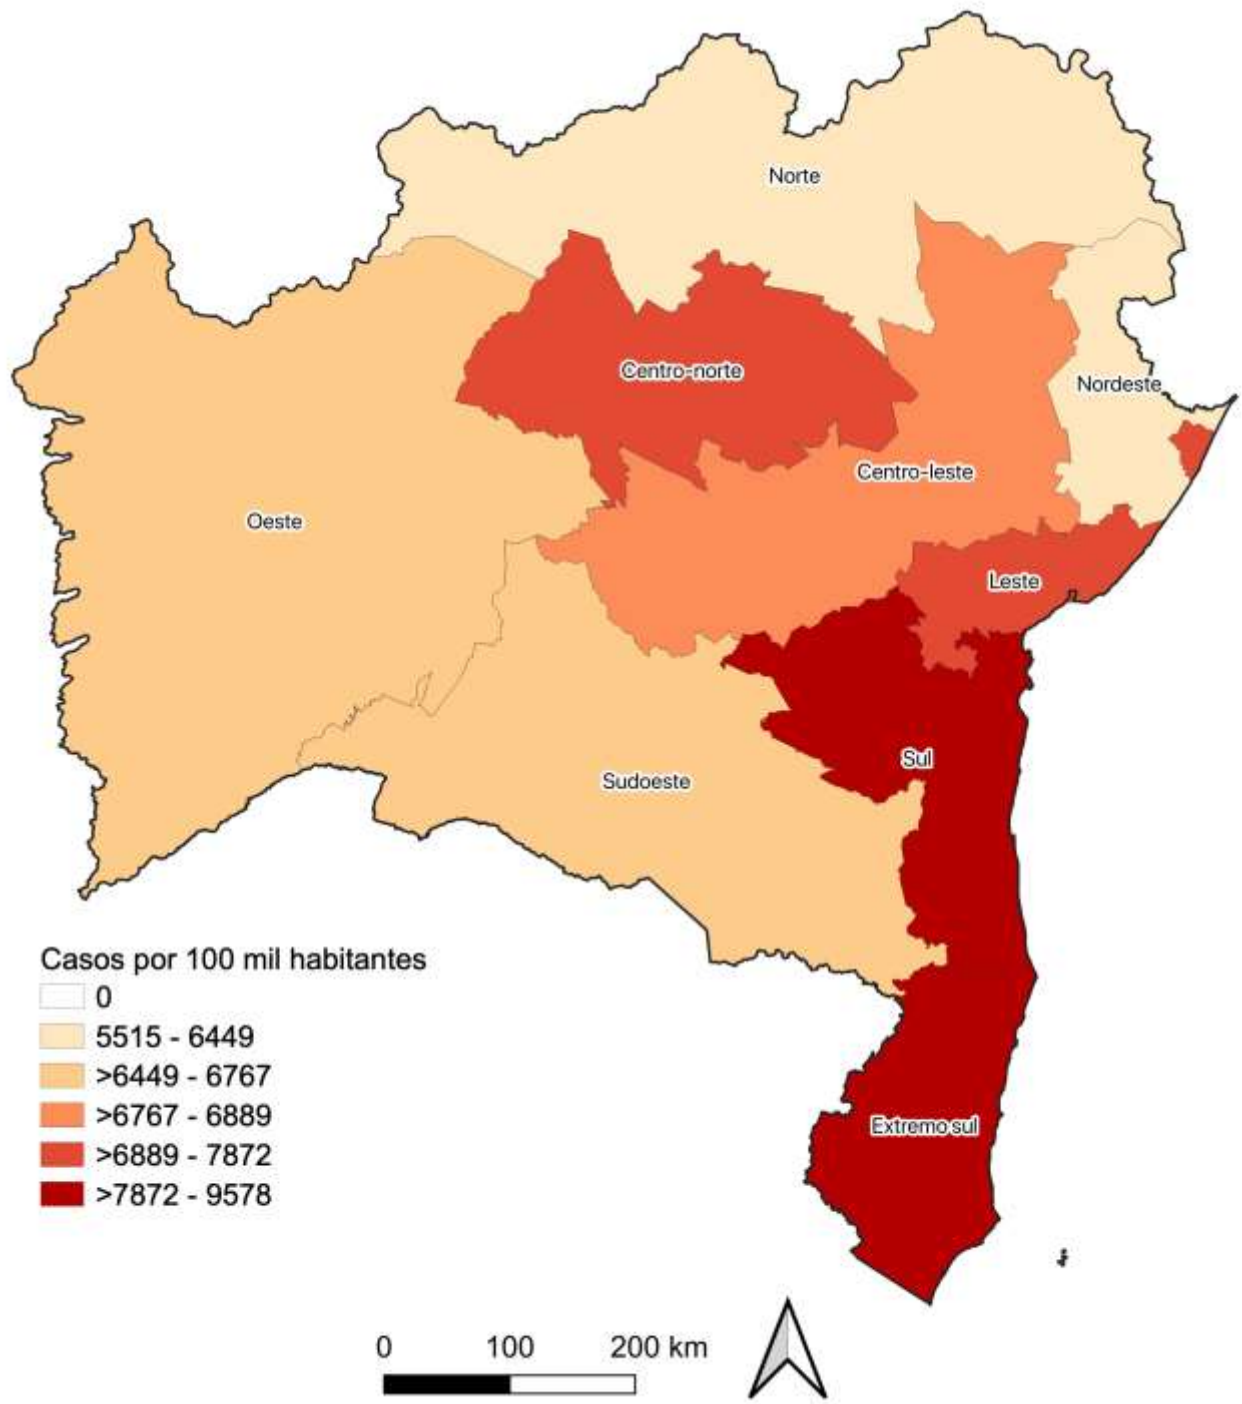 Norte
Centro-norte
Nordeste
Centro-leste
Oeste
Leste
Sul
Sudoeste
Casos por 100 mil habitantes
0
5515 - 6449
>6449 - 6767
>6767 - 6889
>6889 - 7872
>7872 - 9578
Extremo sul
0 100 200 km